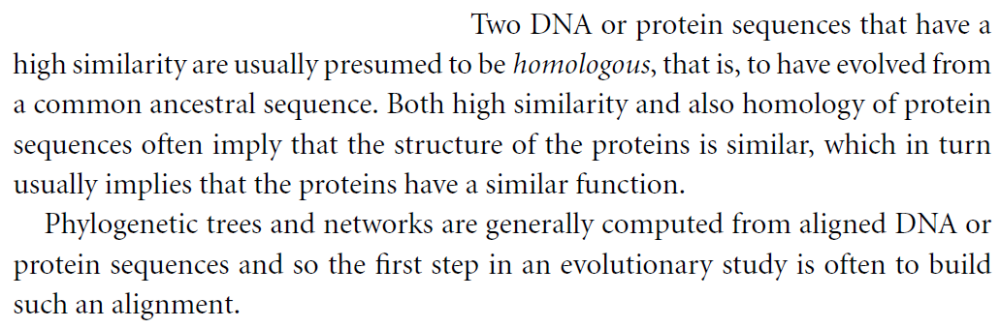 Two DNA or protein sequences that have a
high similarity are usually presumed to be homologous, that is, to have evolved from
a common ancestral sequence. Both high similarity and also homology of protein
sequences often imply that the structure of the proteins is similar, which in turn
usually implies that the proteins have a similar function.
Phylogenetic trees and networks are generally computed from aligned DNA or
protein sequences and so the first step in an evolutionary study is often to build
such an alignment.